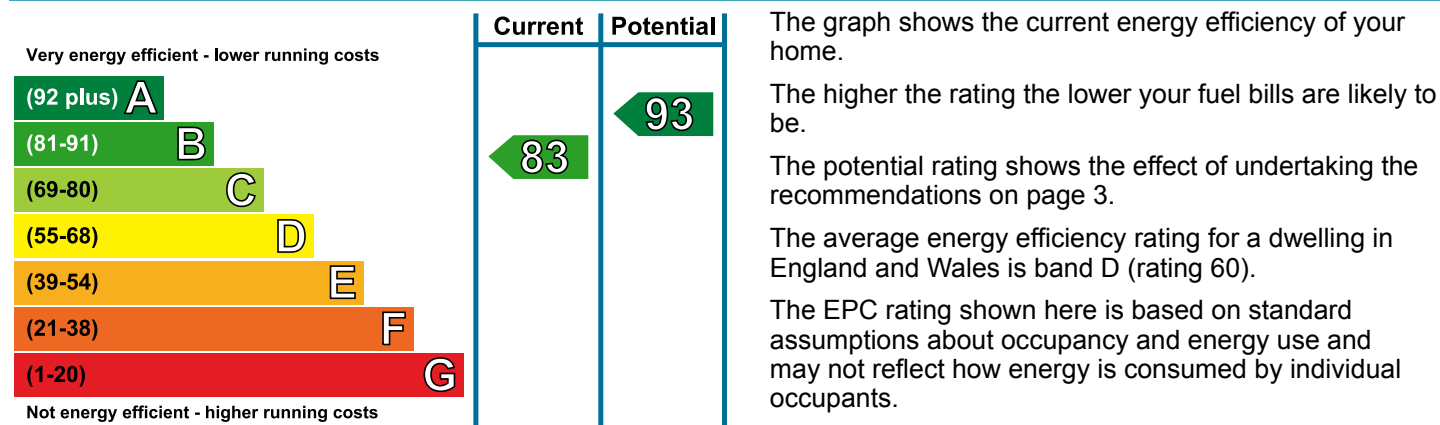 Current Potential
Very energy efficient - lower running costs
(92 plus) A
(81-91) B
(69-80) C
(55-68) D
(39-54) E
(21-38) F
(1-20) G
Not energy efficient - higher running costs
83
93
The graph shows the current energy efficiency of your
home.
The higher the rating the lower your fuel bills are likely to
be.
The potential rating shows the effect of undertaking the
recommendations on page 3.
The average energy efficiency rating for a dwelling in
England and Wales is band D (rating 60).
The EPC rating shown here is based on standard
assumptions about occupancy and energy use and
may not reflect how energy is consumed by individual
occupants.